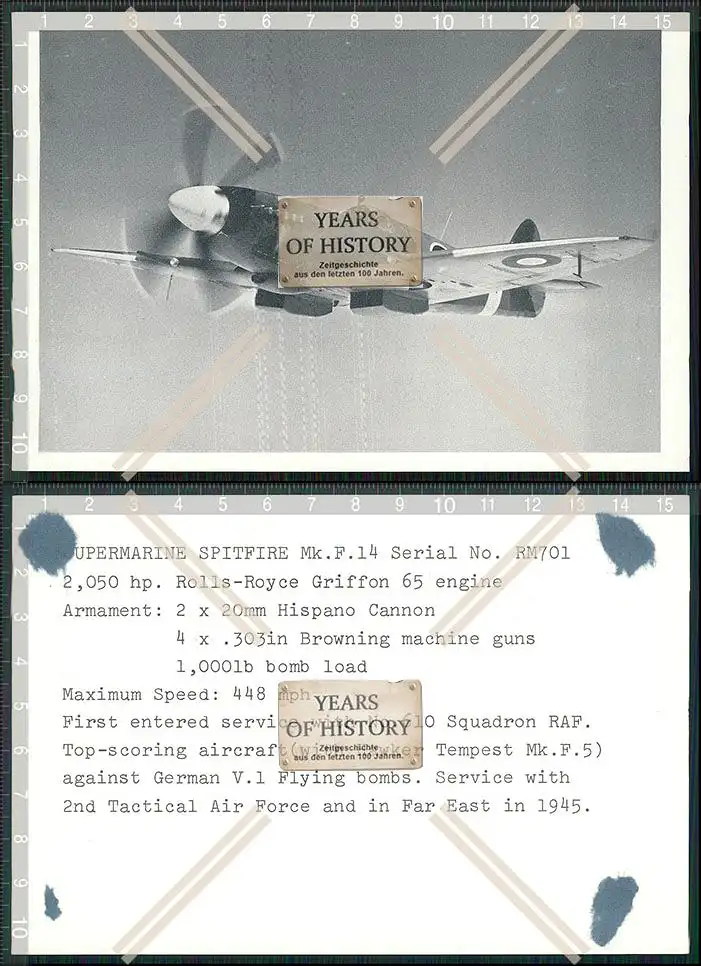 1 2 3 4 5 6 7 8 9 10 11 12 13 14 15
1
2
3
4
5
6
7
8
9
10
YEARS
OF HISTORY
Zeitgeschichte
aus den letzten 100 Jahren.
1 2 3 4 5 6 7 8 9 10 11 12 13 14 15
1
2
3
4
5
6
7
8
9
10
UPERMARINE SPITFIRE Mk.F.14 Serial No. RM701
2,050 hp. Rolls-Royce Griffon 65 engine
Armament: 2 x 20mm Hispano Cannon
4 x .303in Browning machine guns
1,000lb bomb load
Maximum Speed: 448 mph
First entered service with No 610 Squadron RAF.
Top-scoring aircraft(with Tempest Mk.F.5)
against German V.1 Flying bombs. Service with
2nd Tactical Air Force and in Far East in 1945.
YEARS
OF HISTORY
Zeitgeschichte
aus den letzten 100 Jahren.